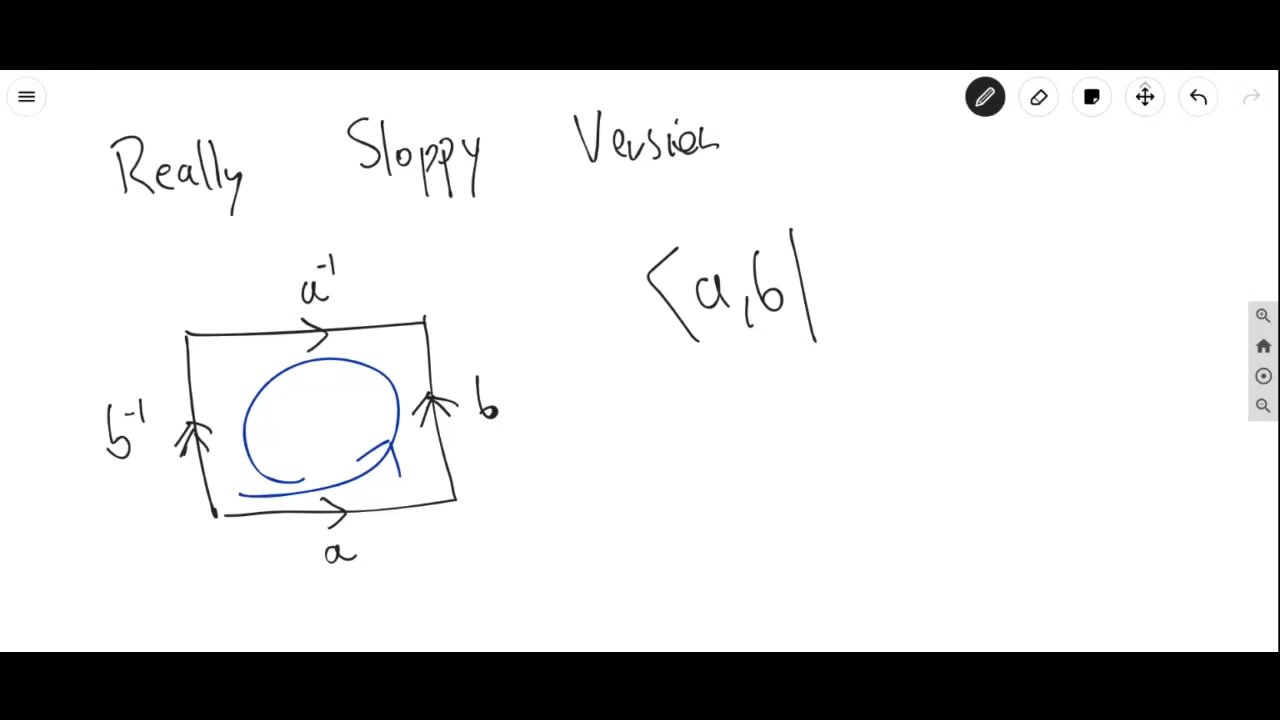 Really Sloppy Version
⟨a,b|
a⁻¹
b⁻¹
b
a